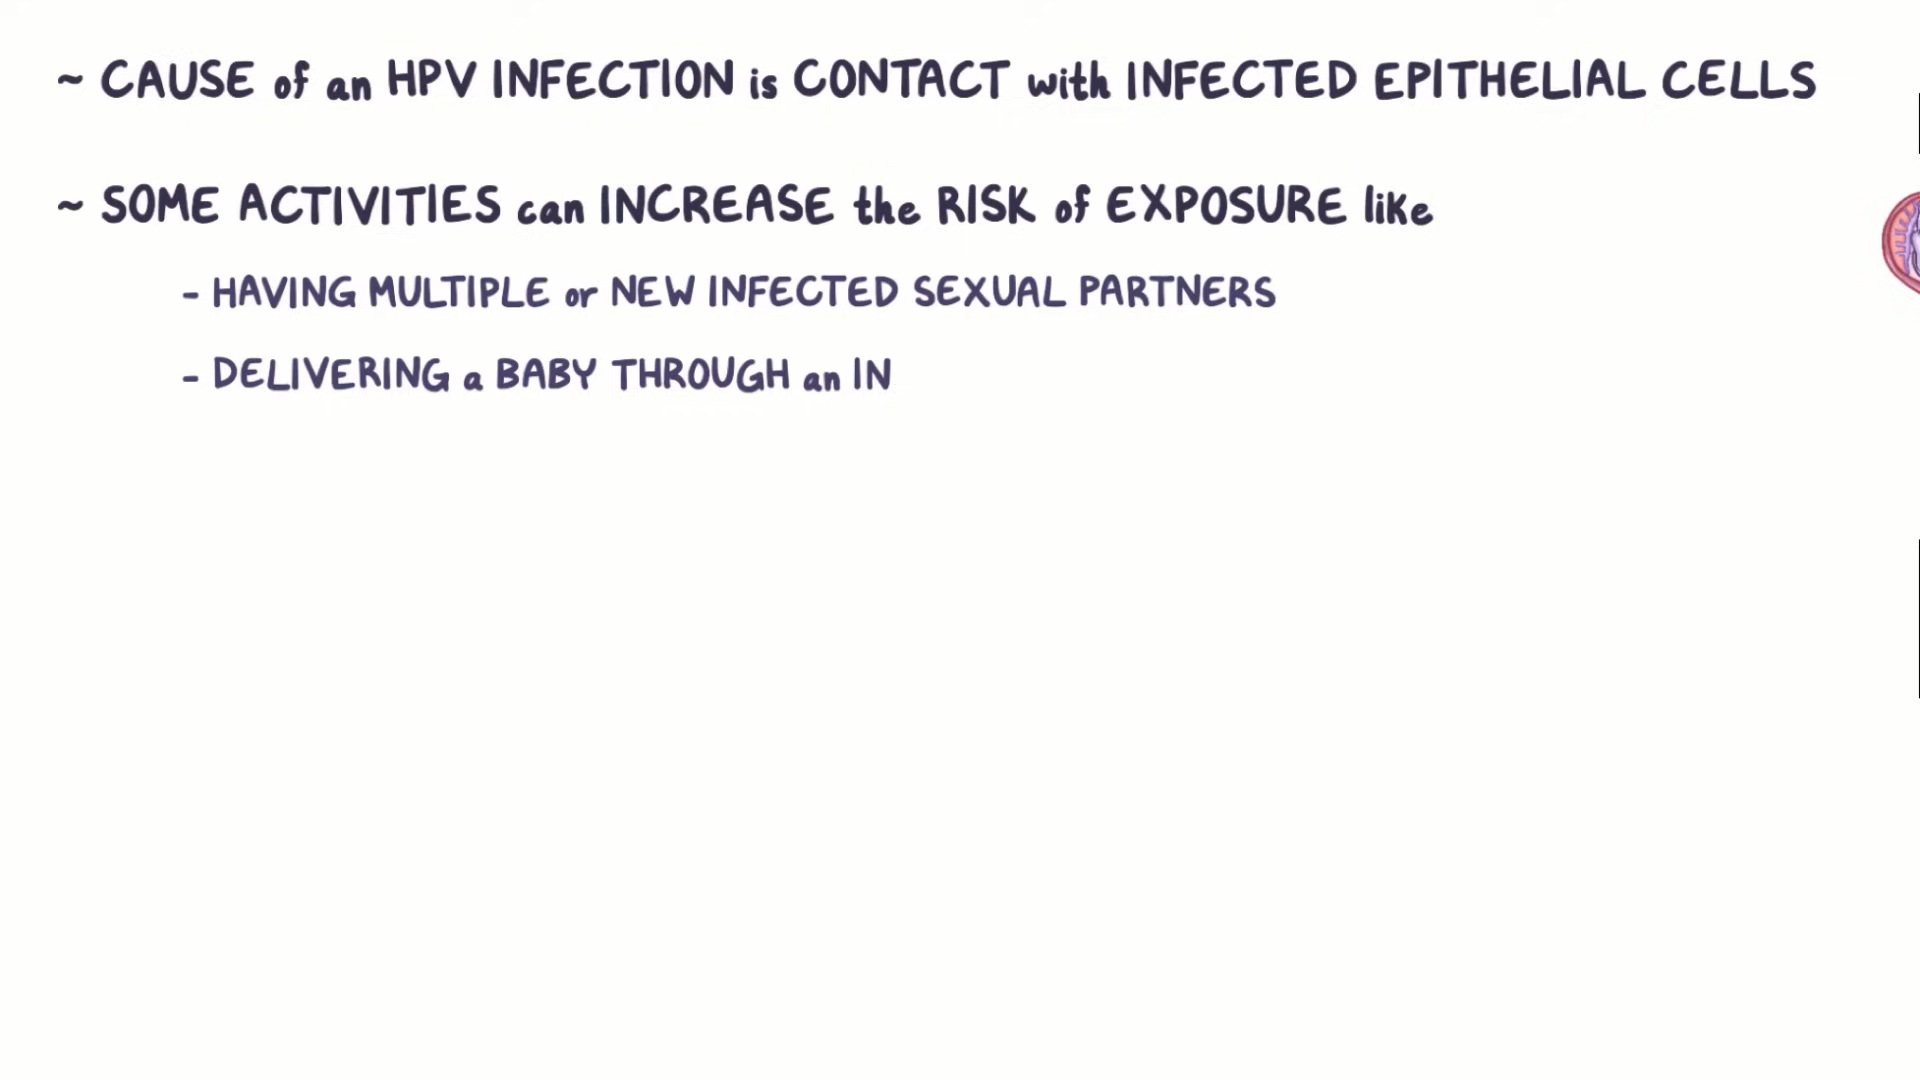 ~ CAUSE of an HPV INFECTION is CONTACT with INFECTED EPITHELIAL CELLS
~ SOME ACTIVITIES can INCREASE the RISK of EXPOSURE like
- HAVING MULTIPLE or NEW INFECTED SEXUAL PARTNERS
- DELIVERING a BABY THROUGH an IN